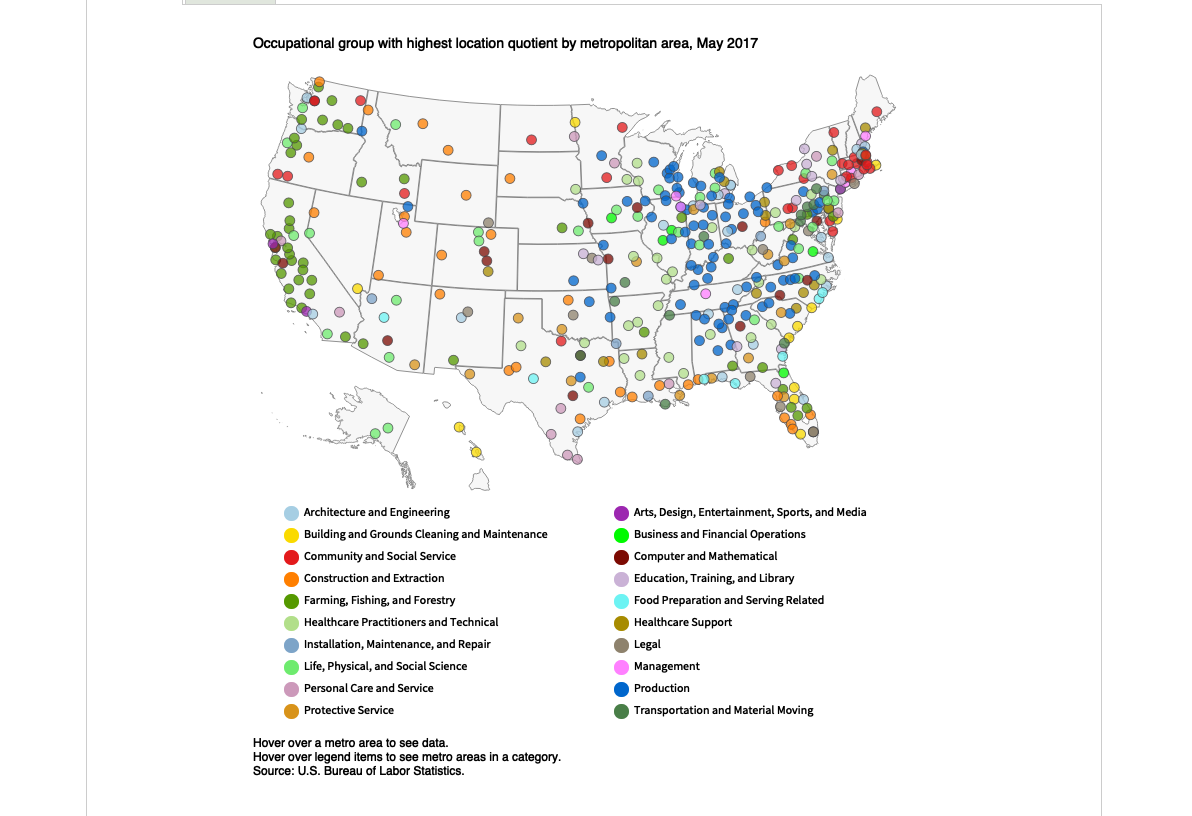 Occupational group with highest location quotient by metropolitan area, May 2017
Architecture and Engineering
Building and Grounds Cleaning and Maintenance
Community and Social Service
Construction and Extraction
Farming, Fishing, and Forestry
Healthcare Practitioners and Technical
Installation, Maintenance, and Repair
Life, Physical, and Social Science
Personal Care and Service
Protective Service
Arts, Design, Entertainment, Sports, and Media
Business and Financial Operations
Computer and Mathematical
Education, Training, and Library
Food Preparation and Serving Related
Healthcare Support
Legal
Management
Production
Transportation and Material Moving
Hover over a metro area to see data.
Hover over legend items to see metro areas in a category.
Source: U.S. Bureau of Labor Statistics.